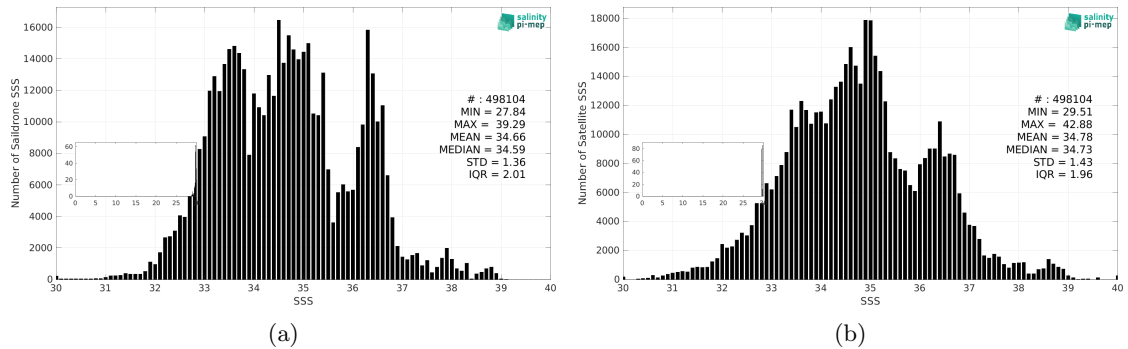 salinity
pi-mep
16000
14000
12000
10000
8000
6000
4000
2000
0
Number of Saildrone SSS
# : 498104
MIN = 27.84
MAX = 39.29
MEAN = 34.66
MEDIAN = 34.59
STD = 1.36
IQR = 2.01
60
40
20
0
0 5 10 15 20 25
30 31 32 33 34 35 36 37 38 39 40
SSS
(a)
salinity
pi-mep
18000
16000
14000
12000
10000
8000
6000
4000
2000
0
Number of Satellite SSS
# : 498104
MIN = 29.51
MAX = 42.88
MEAN = 34.78
MEDIAN = 34.73
STD = 1.43
IQR = 1.96
80
60
40
20
0
0 5 10 15 20 25
30 31 32 33 34 35 36 37 38 39 40
SSS
(b)